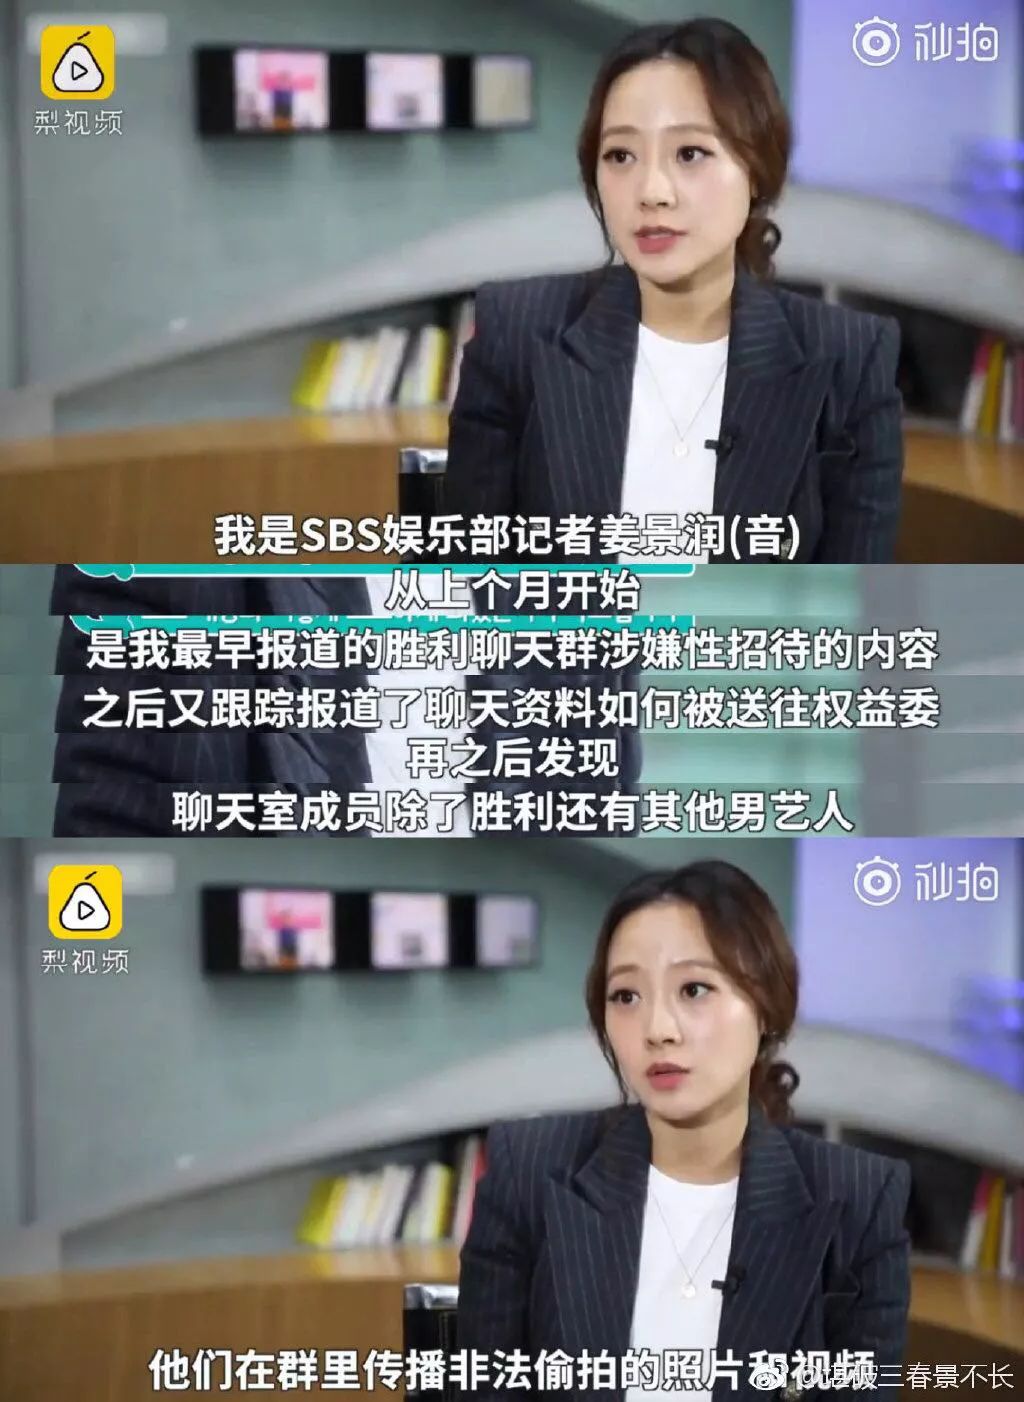 梨视频
秒拍
我是SBS娱乐部记者姜景润(音)
从上个月开始
是我最早报道的胜利聊天群涉嫌性招待的内容
之后又跟踪报道了聊天资料如何被送往权益委
再之后发现
聊天室成员除了胜利还有其他男艺人
梨视频
秒拍
他们在群里传播非法偷拍的照片和视频
@堪破三春景不长